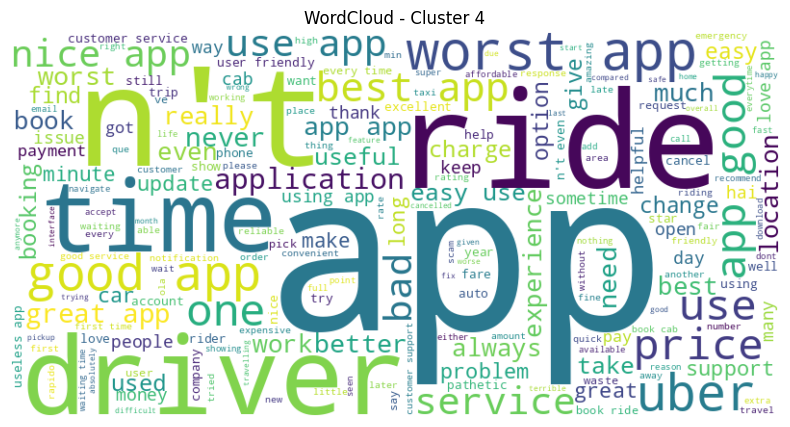 WordCloud - Cluster 4
customer service
right
high
min
due
start
emergency
nice app
way
use app
worst app
easy
getting
worst
still
user friendly
cab
want
every time
super
affordable
response
amazing
compared
safe
home
happy
find
email
trip
wrong
working
n't
best app
taxi
ride
option
give
late
much
love app
everytime
book
issue
got
ve
really
life
place
thank
excellent
request
overall
payment
que
never
app app
help
n't even
add
last
call
fast
customer
even
phone
thing
feature
useful
charge
area
helpful
cancel
area
app good
minute
show
please
application
keep
rating
recommend
booking
navigate
update
using app
easy use
sometime
riding
hai
location
interface
accept
every
month
able
time
app
long
rate
cancelled
experience
change
star
friendly
download
anymore
waiting
reliable
pick
make
bad
given
year
nothing
open
fair
dont
good service
notification
wait
order
convenient
scam
worse
fare
without
need
day
well
trying
good app
one
full
point
try
fix
auto
fine
best
another
using
car
account
ola
nice
use
many
great app
first time
expensive
better
always
either
quick
pay
book cab
good
number
useless app
pickup
love
people
rider
showing
work
customer support
amount
problem
take
available
price
reason
support
first
used
user
company
tried
travelling
service
pathetic
waste
away
driver
rapido
waiting time
absolutely
money
difficult
new
seen
little
later
say
terrible
great
book ride
uber
extra
travel